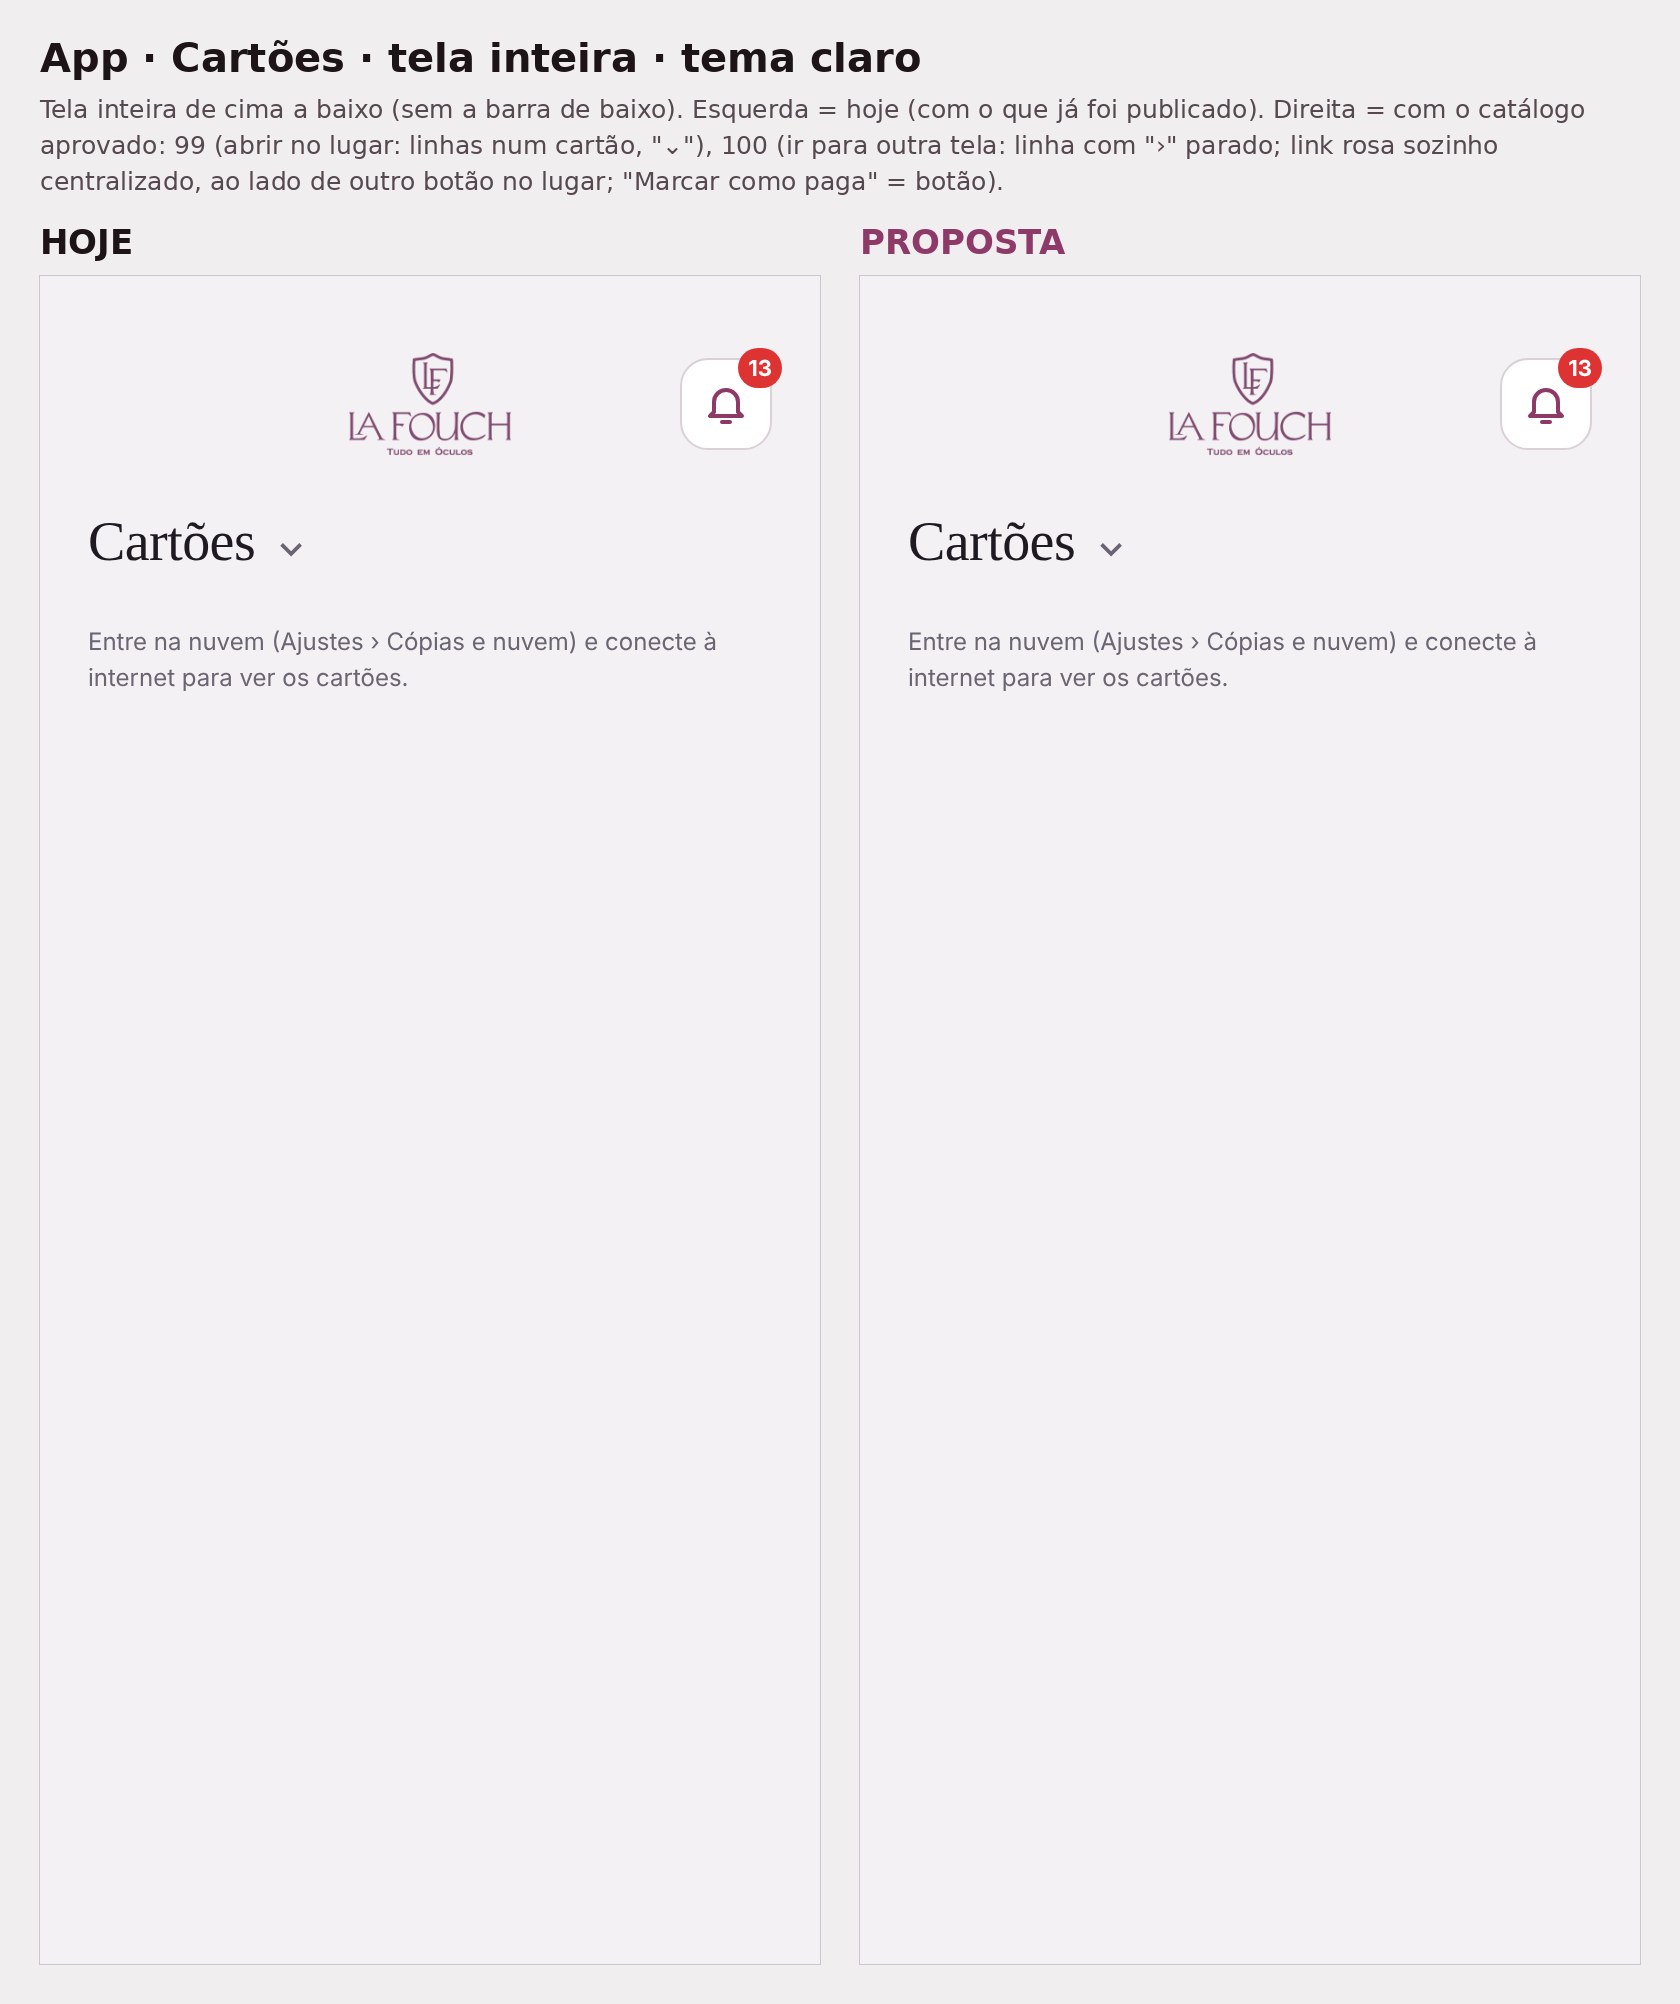 App · Cartões · tela inteira · tema claro
Tela inteira de cima a baixo (sem a barra de baixo). Esquerda = hoje (com o que já foi publicado). Direita = com o catálogo
aprovado: 99 (abrir no lugar: linhas num cartão, "⌄"), 100 (ir para outra tela: linha com "›" parado; link rosa sozinho
centralizado, ao lado de outro botão no lugar; "Marcar como paga" = botão).
HOJE
13
LF
LA FOUCH
TUDO EM ÓCULOS
Cartões
Entre na nuvem (Ajustes › Cópias e nuvem) e conecte à
internet para ver os cartões.
PROPOSTA
13
LF
LA FOUCH
TUDO EM ÓCULOS
Cartões
Entre na nuvem (Ajustes › Cópias e nuvem) e conecte à
internet para ver os cartões.